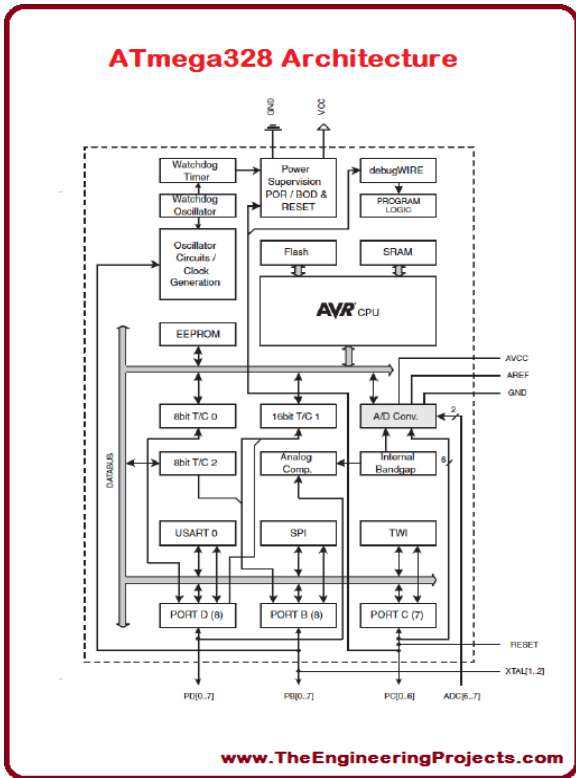 ATmega328 Architecture
GND
VCC
Watchdog
Timer
Power
Supervision
POR / BOD &
RESET
debugWIRE
Watchdog
Oscillator
PROGRAM
LOGIC
Oscillator
Circuits /
Clock
Generation
Flash
SRAM
AVR CPU
EEPROM
AVCC
AREF
GND
8bit T/C 0
16bit T/C 1
A/D Conv.
2
8bit T/C 2
Analog
Comp.
Internal
Bandgap
6
DATABUS
USART 0
SPI
TWI
PORT D (8)
PORT B (8)
PORT C (7)
RESET
XTAL[1..2]
PD[0..7]
PB[0..7]
PC[0..6]
ADC[6..7]
www.TheEngineeringProjects.com